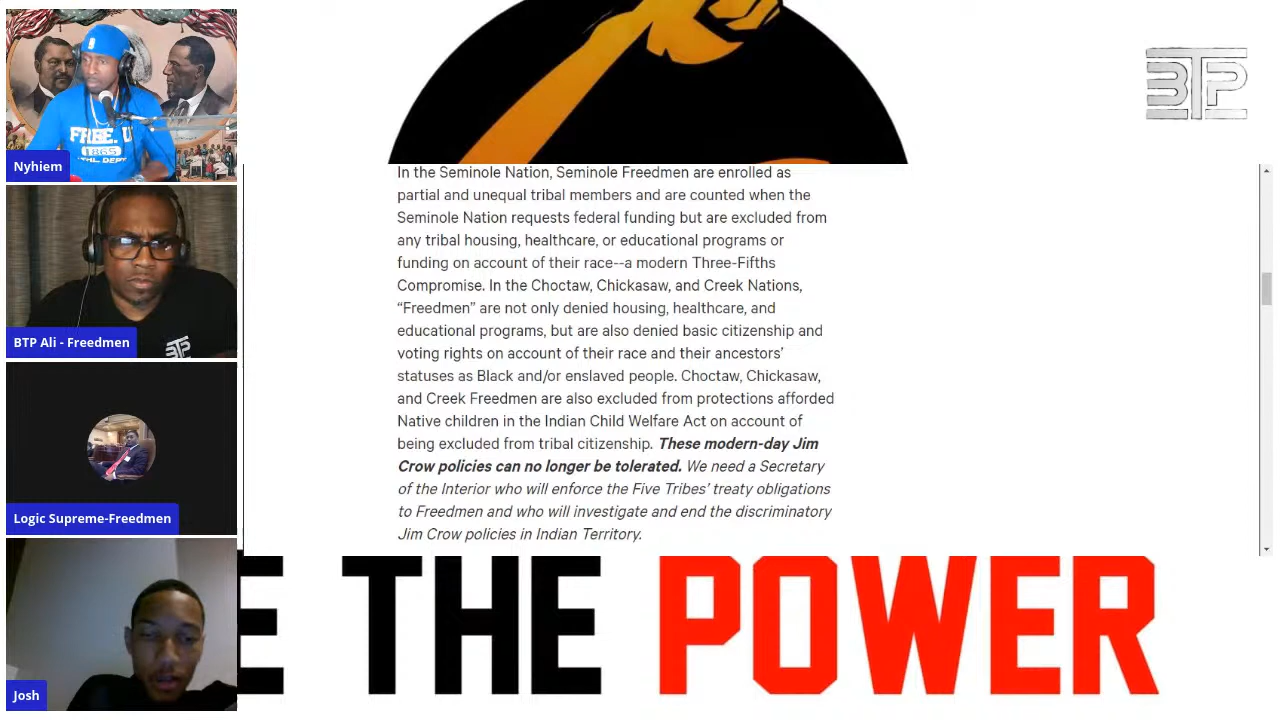 FREE. U
1865
THL DEPT
Nyhiem
BTP Ali - Freedmen
Logic Supreme-Freedmen
Josh
BTP
In the Seminole Nation, Seminole Freedmen are enrolled as
partial and unequal tribal members and are counted when the
Seminole Nation requests federal funding but are excluded from
any tribal housing, healthcare, or educational programs or
funding on account of their race--a modern Three-Fifths
Compromise. In the Choctaw, Chickasaw, and Creek Nations,
“Freedmen” are not only denied housing, healthcare, and
educational programs, but are also denied basic citizenship and
voting rights on account of their race and their ancestors’
statuses as Black and/or enslaved people. Choctaw, Chickasaw,
and Creek Freedmen are also excluded from protections afforded
Native children in the Indian Child Welfare Act on account of
being excluded from tribal citizenship. These modern-day Jim
Crow policies can no longer be tolerated. We need a Secretary
of the Interior who will enforce the Five Tribes’ treaty obligations
to Freedmen and who will investigate and end the discriminatory
Jim Crow policies in Indian Territory.
E THE POWER